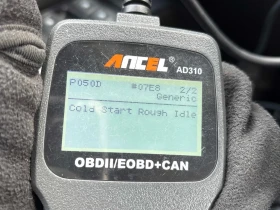 ANCEL
AD310
P050D #07E8 2/2
Generic
Cold Start Rough Idle
OBDII/EOBD+CAN